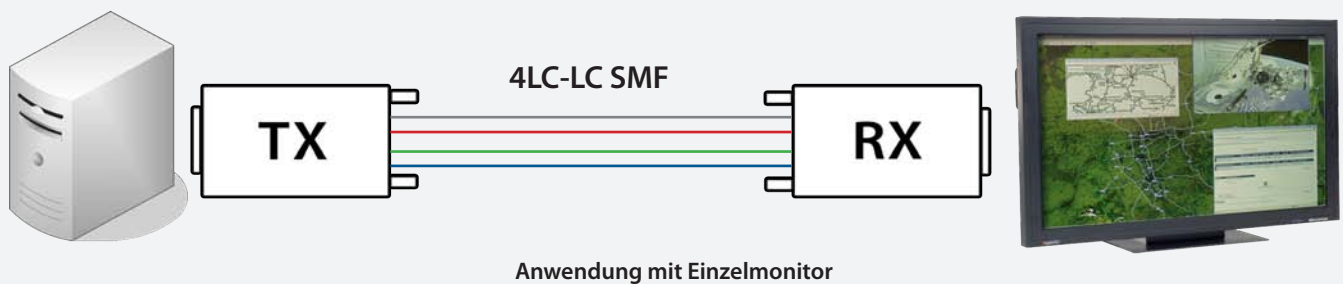 4LC-LC SMF
TX
RX
Anwendung mit Einzelmonitor